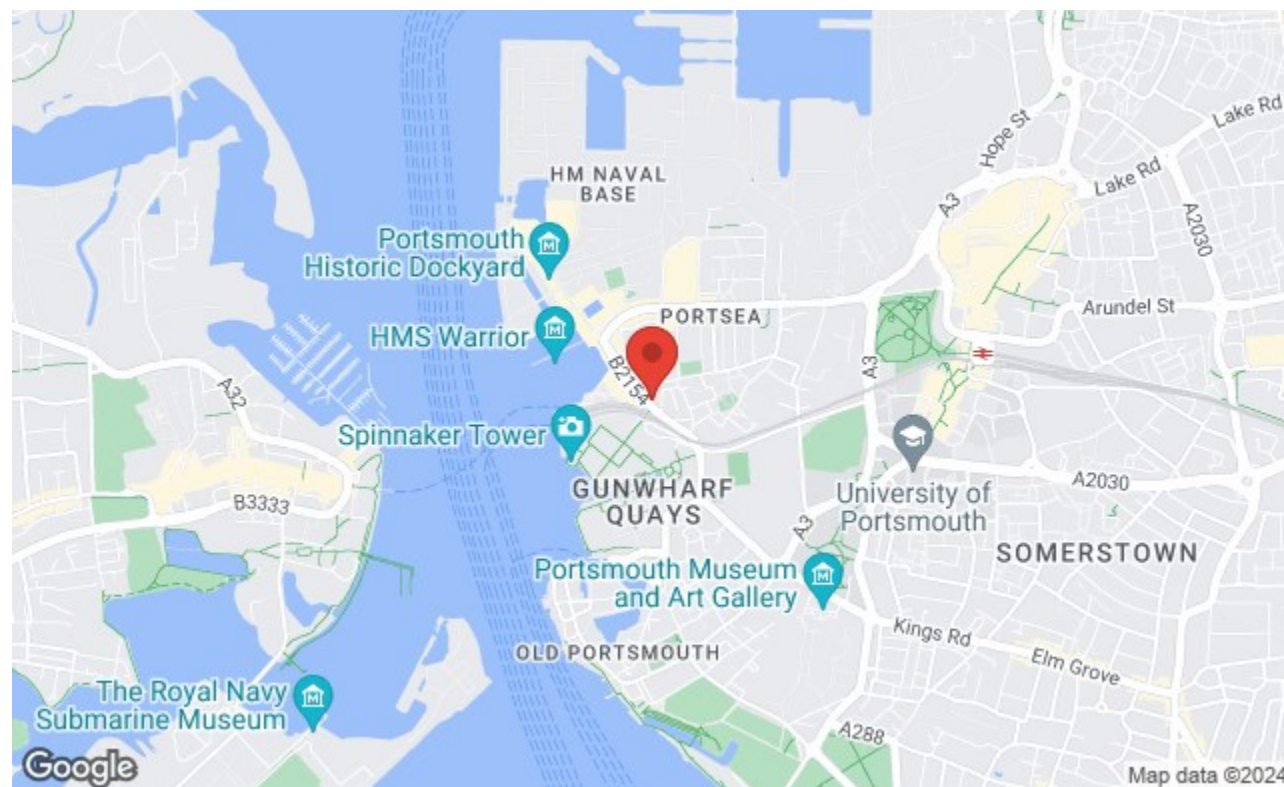 Hope St
Lake Rd
Lake Rd
HM NAVAL
BASE
A3
A2030
Portsmouth
Historic Dockyard
Arundel St
PORTSEA
HMS Warrior
B2154
A3
A32
Spinnaker Tower
GUNWHARF
QUAYS
B3333
A2030
University of
Portsmouth
A3
SOMERSTOWN
Portsmouth Museum
and Art Gallery
Kings Rd
Elm Grove
OLD PORTSMOUTH
The Royal Navy
Submarine Museum
A288
Google
Map data ©2024